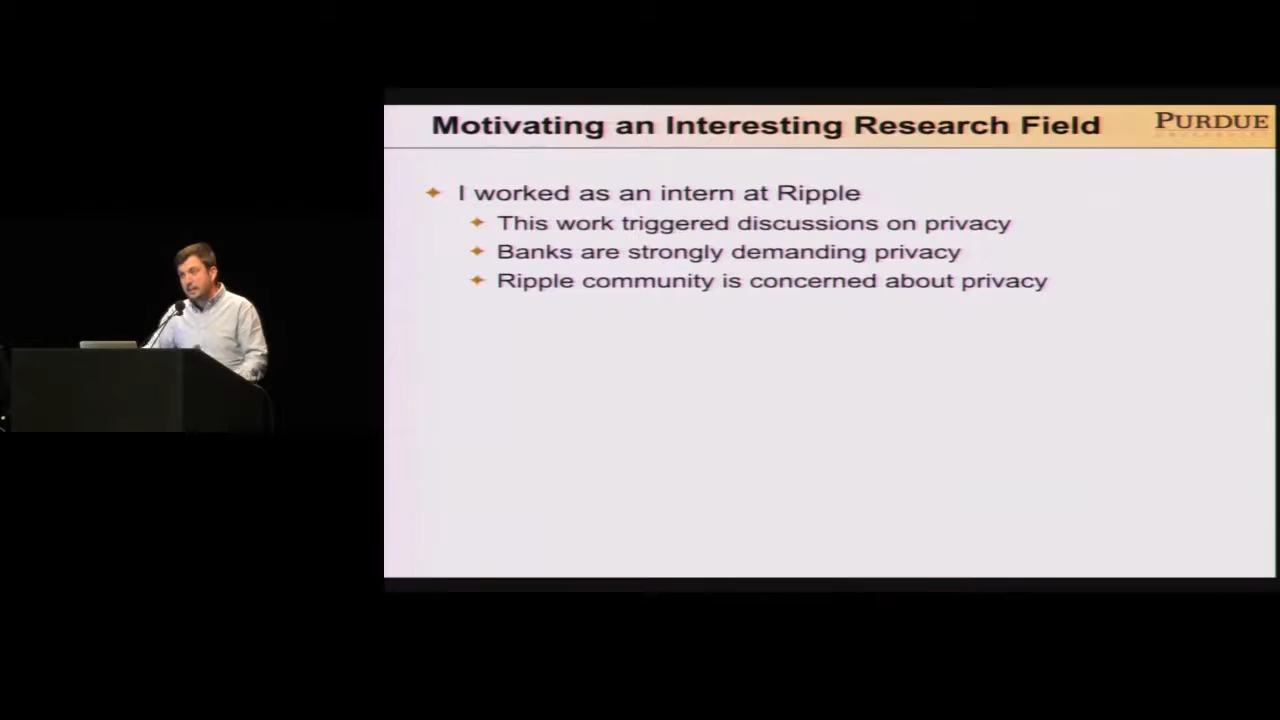 Motivating an Interesting Research Field
PURDUE
I worked as an intern at Ripple
This work triggered discussions on privacy
Banks are strongly demanding privacy
Ripple community is concerned about privacy